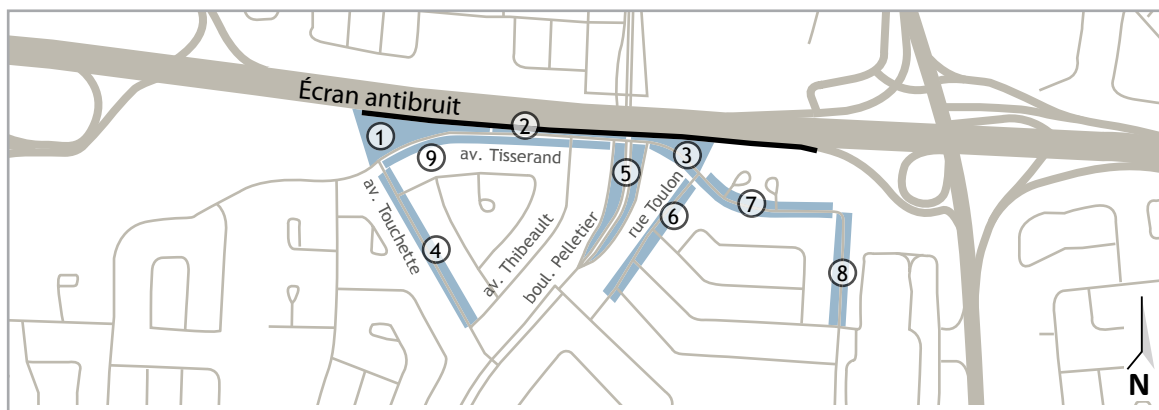 Écran antibruit
1
2
3
9
av. Tisserand
5
av. Touchette
4
av. Thibeault
boul. Pelletier
rue Toulon
6
7
8
N